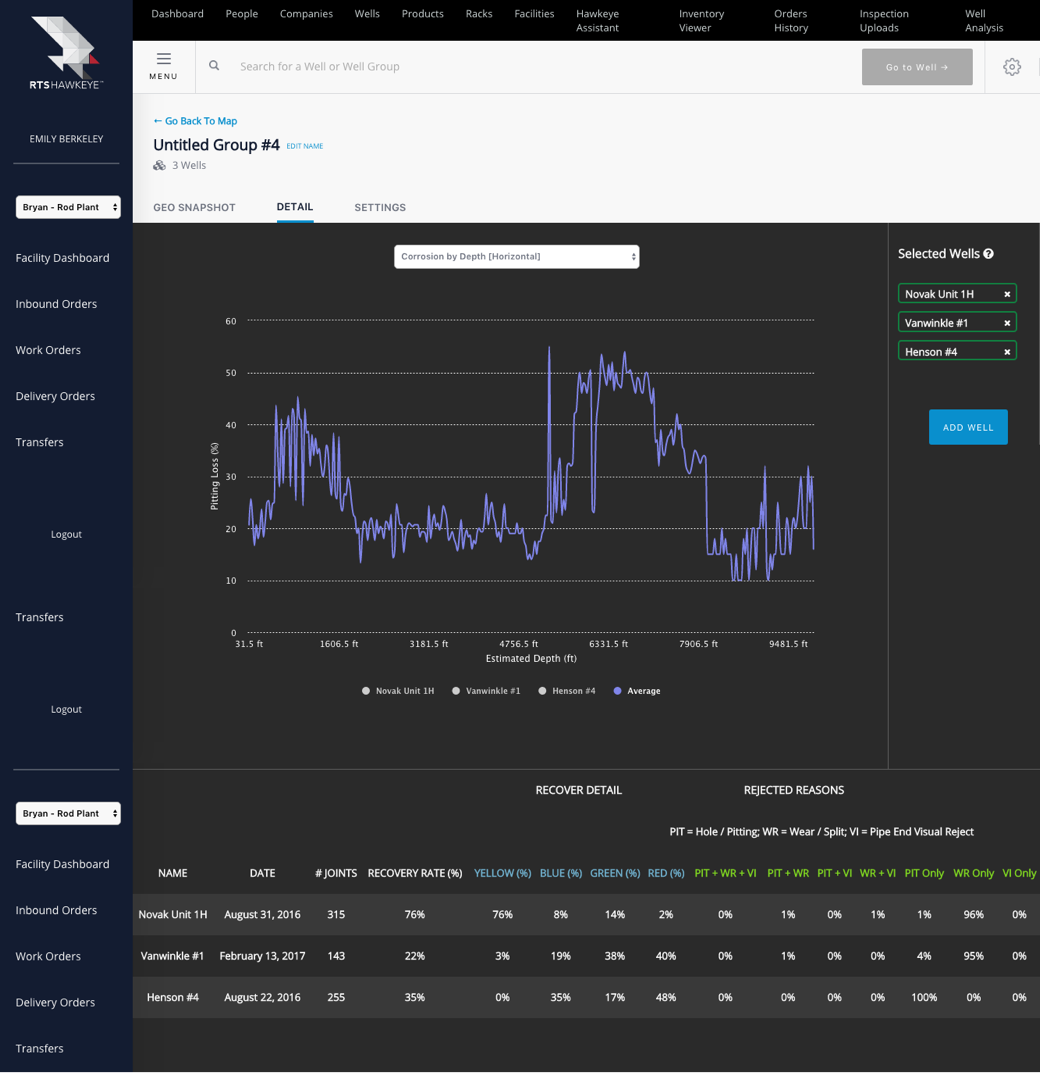 Dashboard People Companies Wells Products Racks Facilities Hawkeye Assistant Inventory Viewer Orders History Inspection Uploads Well Analysis
RTSHAWKEYE™
MENU
Search for a Well or Well Group
Go to Well →
EMILY BERKELEY
Bryan - Rod Plant
Facility Dashboard
Inbound Orders
Work Orders
Delivery Orders
Transfers
Logout
Transfers
Logout
Bryan - Rod Plant
Facility Dashboard
Inbound Orders
Work Orders
Delivery Orders
Transfers
← Go Back To Map
Untitled Group #4 EDIT NAME
3 Wells
GEO SNAPSHOT DETAIL SETTINGS
Corrosion by Depth [Horizontal]
60
50
40
30
20
10
0
Pitting Loss (%)
31.5 ft 1606.5 ft 3181.5 ft 4756.5 ft 6331.5 ft 7906.5 ft 9481.5 ft
Estimated Depth (ft)
Novak Unit 1H Vanwinkle #1 Henson #4 Average
Selected Wells ?
Novak Unit 1H ×
Vanwinkle #1 ×
Henson #4 ×
ADD WELL
RECOVER DETAIL REJECTED REASONS
PIT = Hole / Pitting; WR = Wear / Split; VI = Pipe End Visual Reject
NAME DATE # JOINTS RECOVERY RATE (%) YELLOW (%) BLUE (%) GREEN (%) RED (%) PIT + WR + VI PIT + WR PIT + VI WR + VI PIT Only WR Only VI Only
Novak Unit 1H August 31, 2016 315 76% 76% 8% 14% 2% 0% 1% 0% 1% 1% 96% 0%
Vanwinkle #1 February 13, 2017 143 22% 3% 19% 38% 40% 0% 1% 0% 0% 4% 95% 0%
Henson #4 August 22, 2016 255 35% 0% 35% 17% 48% 0% 0% 0% 0% 100% 0% 0%